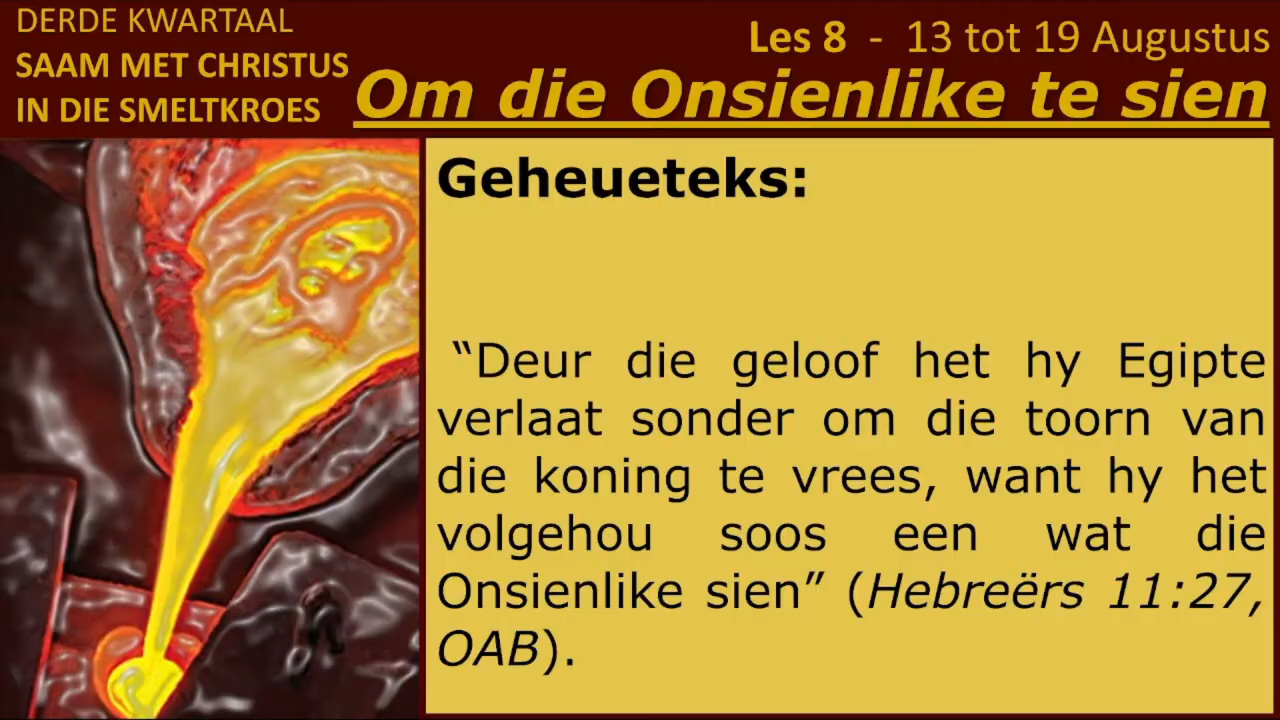 DERDE KWARTAAL
SAAM MET CHRISTUS
IN DIE SMELTKROES
Les 8 - 13 tot 19 Augustus
Om die Onsienlike te sien
Geheueteks:
“Deur die geloof het hy Egipte
verlaat sonder om die toorn van
die koning te vrees, want hy het
volgehou soos een wat die
Onsienlike sien” (Hebreërs 11:27,
OAB).